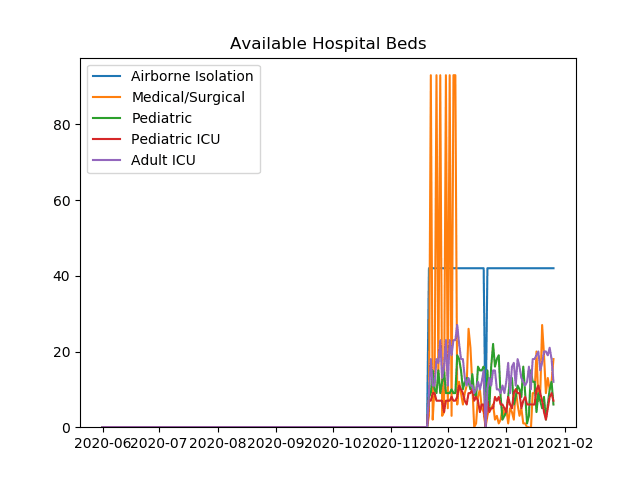 Available Hospital Beds
Airborne Isolation
Medical/Surgical
Pediatric
Pediatric ICU
Adult ICU
80
60
40
20
0
2020-06 2020-07 2020-08 2020-09 2020-10 2020-11 2020-12 2021-01 2021-02